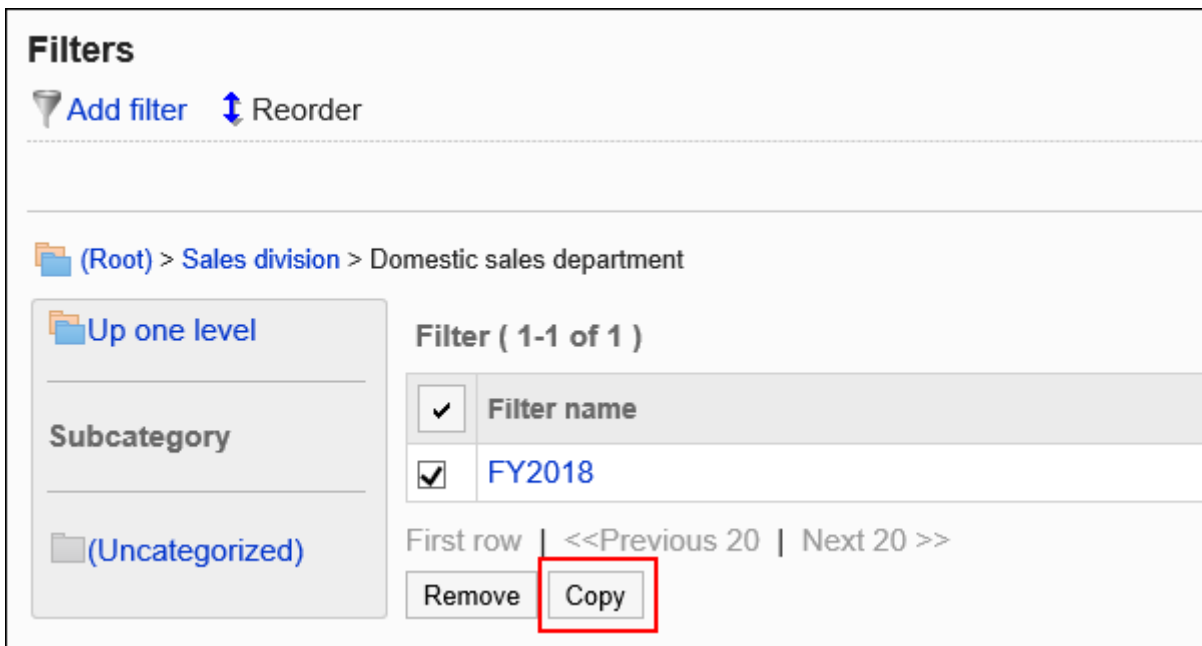 Filters
Add filter Reorder
(Root) > Sales division > Domestic sales department
Up one level
Subcategory
(Uncategorized)
Filter ( 1-1 of 1 )
Filter name
FY2018
First row | <<Previous 20 | Next 20 >>
Remove Copy